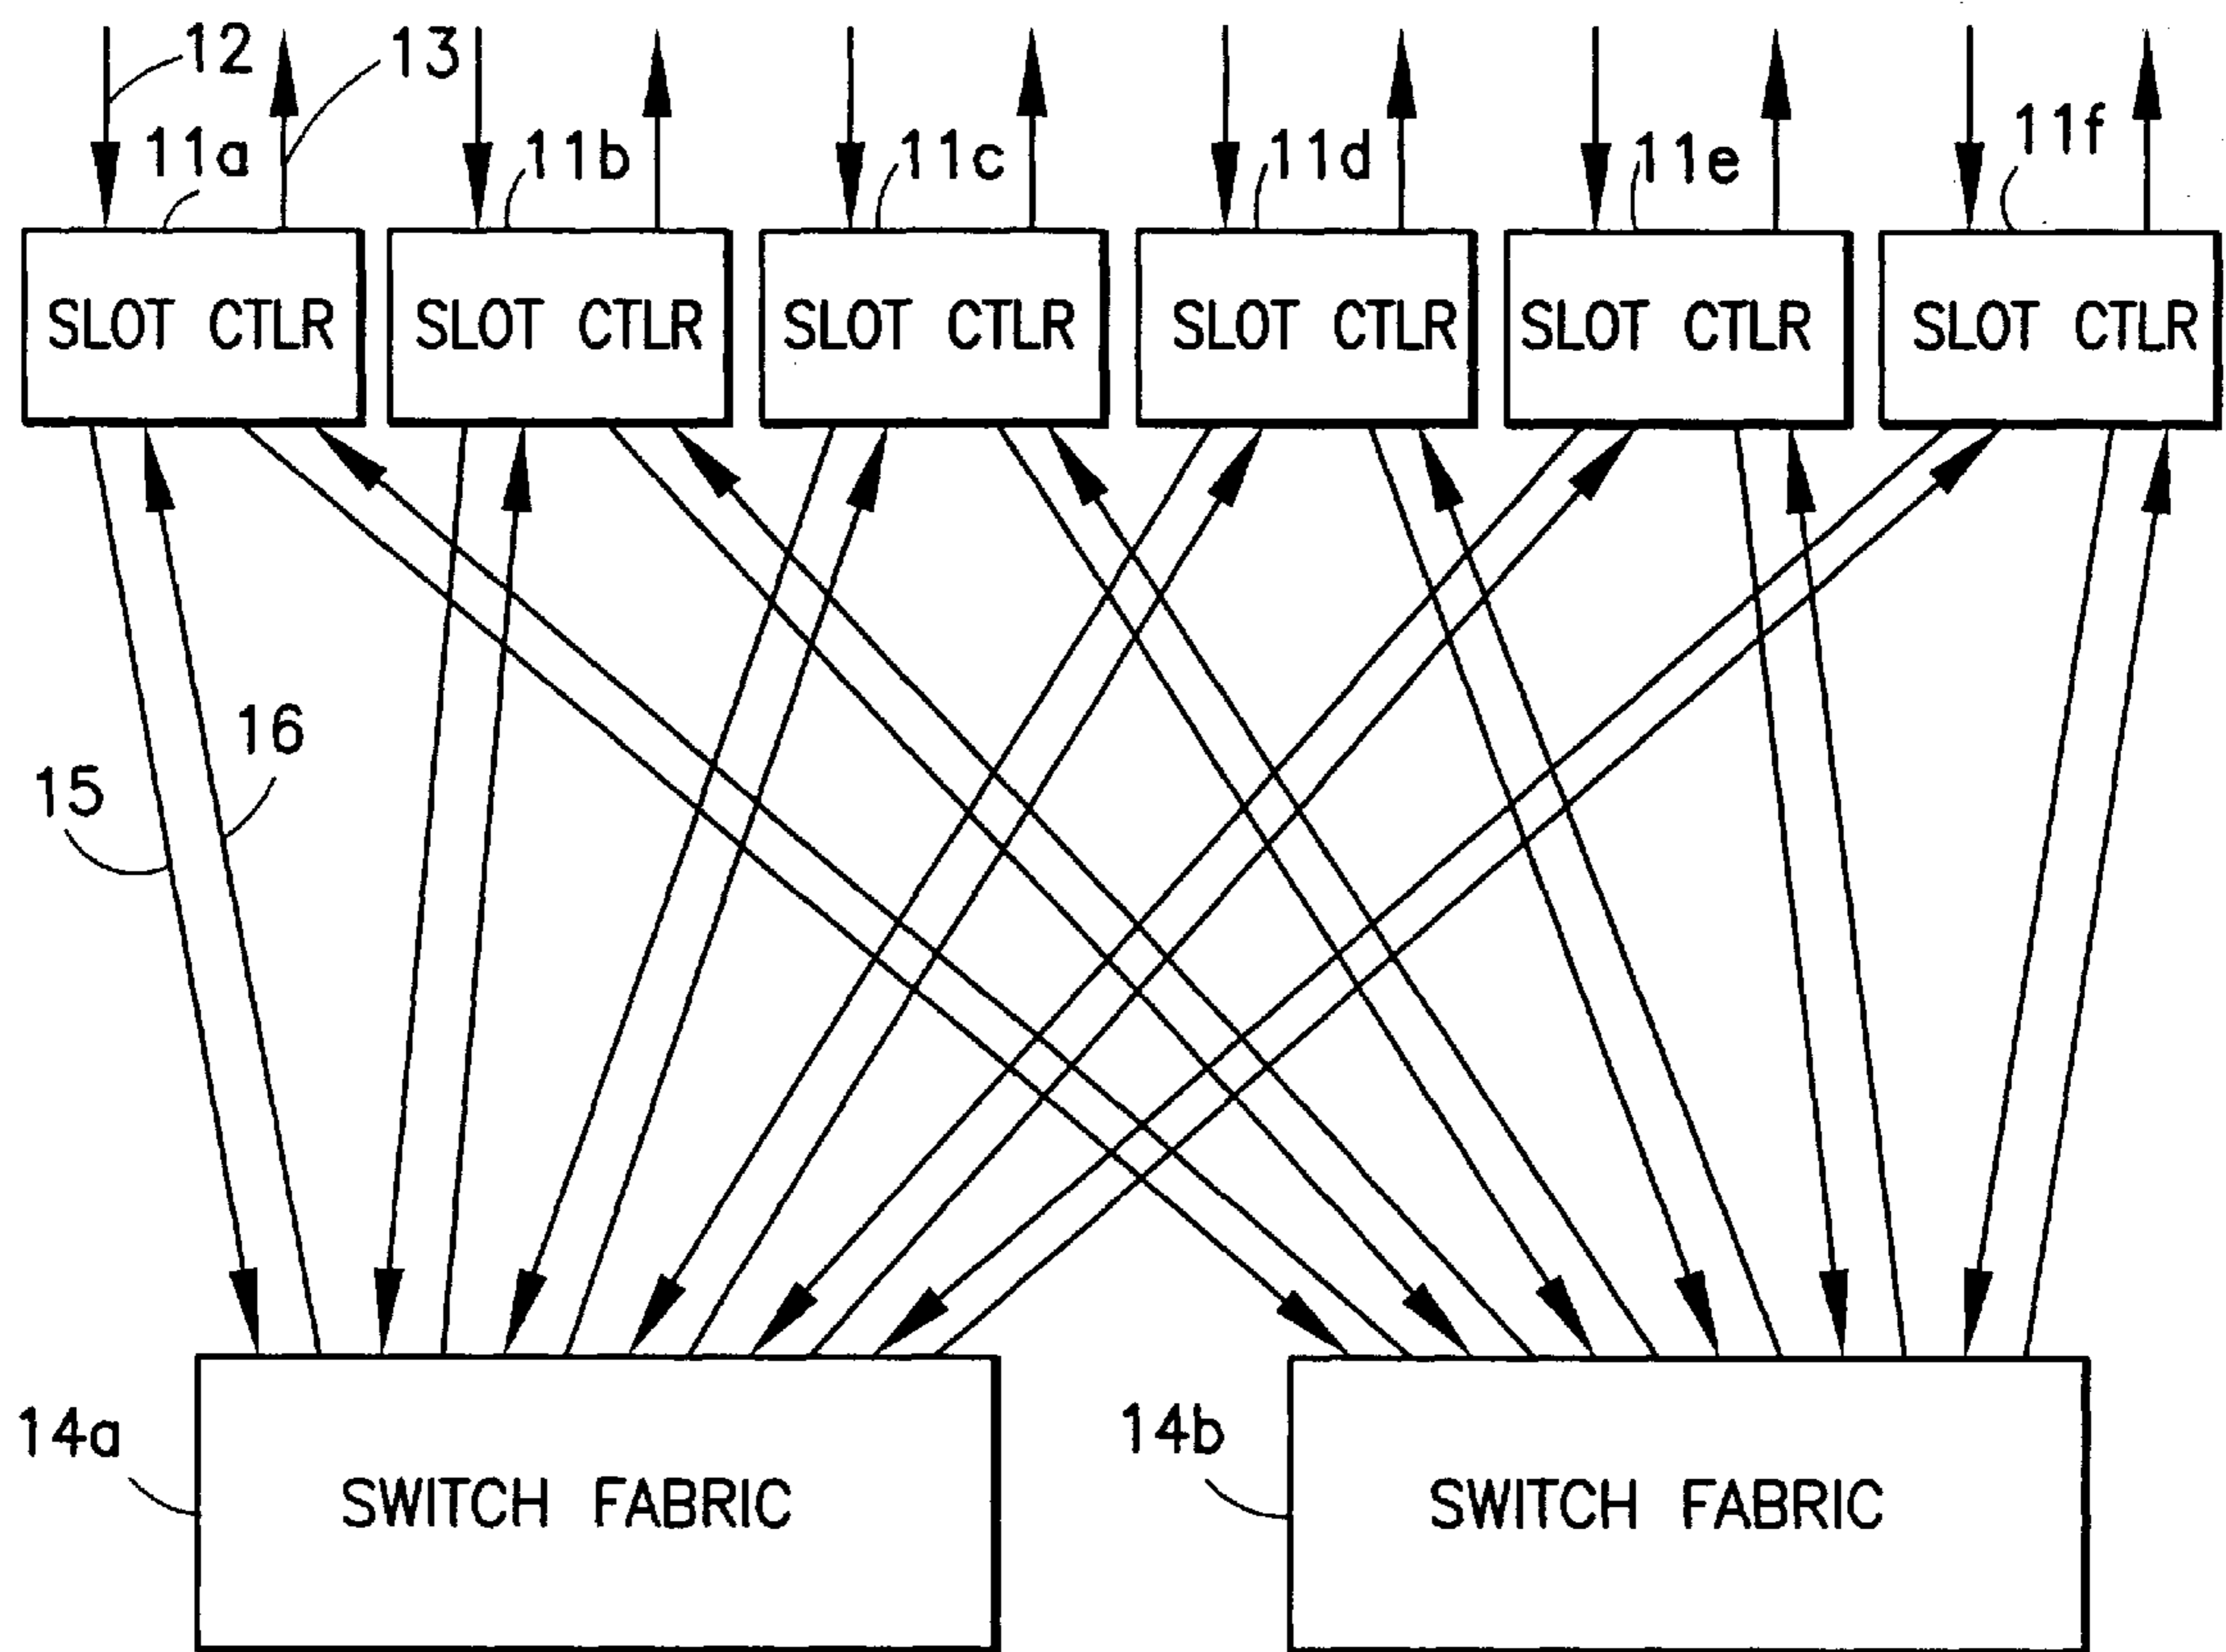 12
13
11a
11b
11c
11d
11e
11f
SLOT CTLR
SLOT CTLR
SLOT CTLR
SLOT CTLR
SLOT CTLR
SLOT CTLR
16
15
14a
14b
SWITCH FABRIC
SWITCH FABRIC